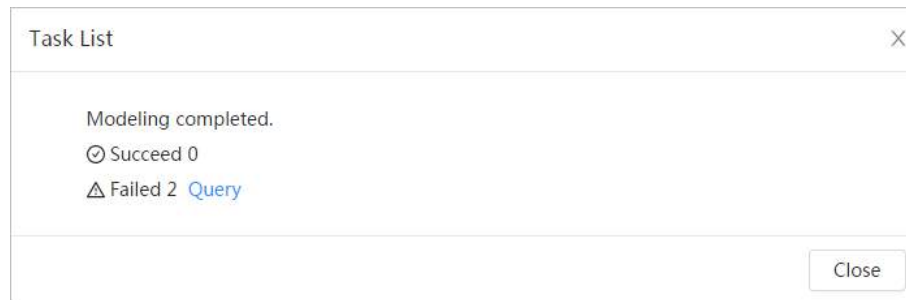 Task List
Modeling completed.
Succeed 0
Failed 2 Query
Close